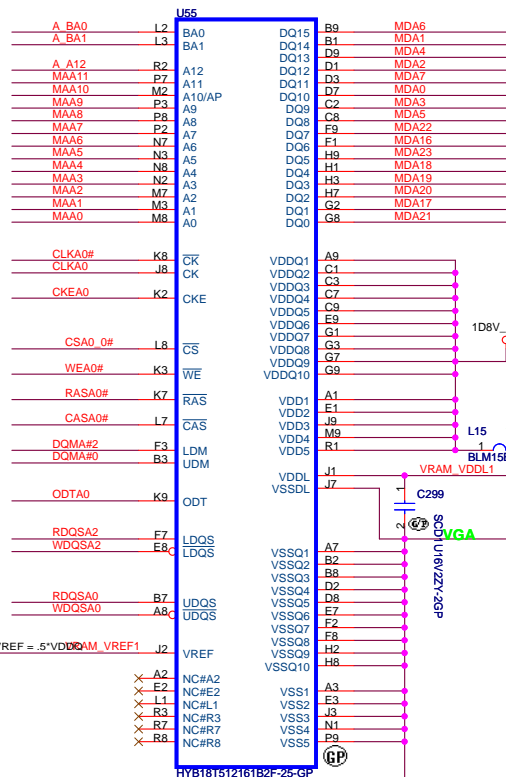 U55
A_BA0 L2 BA0 DQ15 B9 MDA6
A_BA1 L3 BA1 DQ14 B1 MDA1
DQ13 D9 MDA4
A_A12 R2 A12 DQ12 D1 MDA2
MAA11 P7 A11 DQ11 D3 MDA7
MAA10 M2 A10/AP DQ10 D7 MDA0
MAA9 P3 A9 DQ9 C2 MDA3
MAA8 P8 A8 DQ8 C8 MDA5
MAA7 P2 A7 DQ7 F9 MDA22
MAA6 N7 A6 DQ6 F1 MDA16
MAA5 N3 A5 DQ5 H9 MDA23
MAA4 N8 A4 DQ4 H1 MDA18
MAA3 N2 A3 DQ3 H3 MDA19
MAA2 M7 A2 DQ2 H7 MDA20
MAA1 M3 A1 DQ1 G2 MDA17
MAA0 M8 A0 DQ0 G8 MDA21
CLKA0# K8 CK VDDQ1 A9
CLKA0 J8 CK VDDQ2 C1
VDDQ3 C3
CKEA0 K2 CKE VDDQ4 C7
VDDQ5 C9
VDDQ6 E9
VDDQ7 G1
CSA0_0# L8 CS VDDQ8 G3
VDDQ9 G7
1D8V_
WEA0# K3 WE VDDQ10 G9
RASA0# K7 RAS VDD1 A1
VDD2 E1
CASA0# L7 CAS VDD3 J9
VDD4 M9
VDD5 R1
L15
1
BLM15
DQMA#2 F3 LDM
DQMA#0 B3 UDM
VDDL J1 VRAM_VDDL1
VSSDL J7
ODTA0 K9 ODT
1 C299
2 GP
SCD1U16V2ZY-2GP
VGA
RDQSA2 F7 LDQS
WDQSA2 E8 LDQS VSSQ1 A7
VSSQ2 B2
VSSQ3 B8
VSSQ4 D2
RDQSA0 B7 UDQS VSSQ5 D8
WDQSA0 A8 UDQS VSSQ6 E7
VSSQ7 F2
VSSQ8 F8
REF = .5*VDDQ VRAM_VREF1 J2 VREF VSSQ9 H2
VSSQ10 H8
A2 NC#A2
E2 NC#E2 VSS1 A3
L1 NC#L1 VSS2 E3
R3 NC#R3 VSS3 J3
R7 NC#R7 VSS4 N1
R8 NC#R8 VSS5 P9
GP
HYB18T512161B2F-25-GP